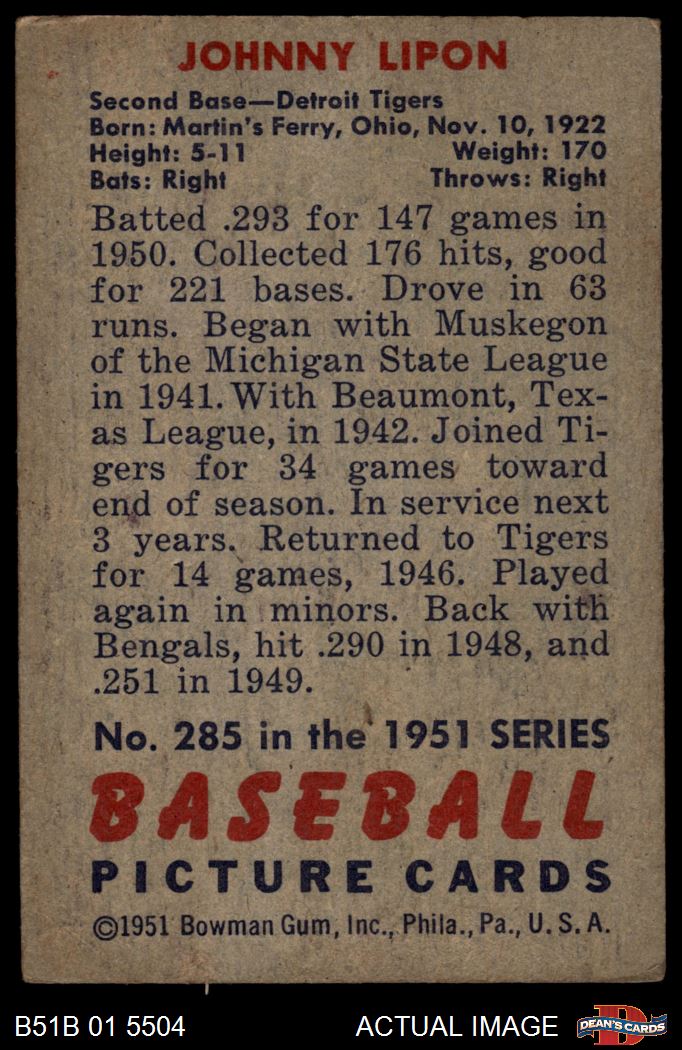 JOHNNY LIPON
Second Base—Detroit Tigers
Born: Martin's Ferry, Ohio, Nov. 10, 1922
Height: 5-11 Weight: 170
Bats: Right Throws: Right
Batted .293 for 147 games in
1950. Collected 176 hits, good
for 221 bases. Drove in 63
runs. Began with Muskegon
of the Michigan State League
in 1941. With Beaumont, Tex-
as League, in 1942. Joined Ti-
gers for 34 games toward
end of season. In service next
3 years. Returned to Tigers
for 14 games, 1946. Played
again in minors. Back with
Bengals, hit .290 in 1948, and
.251 in 1949.
No. 285 in the 1951 SERIES
BASEBALL
PICTURE CARDS
©1951 Bowman Gum, Inc., Phila., Pa., U. S. A.
B51B 01 5504 ACTUAL IMAGE
D
DEAN'S CARDS